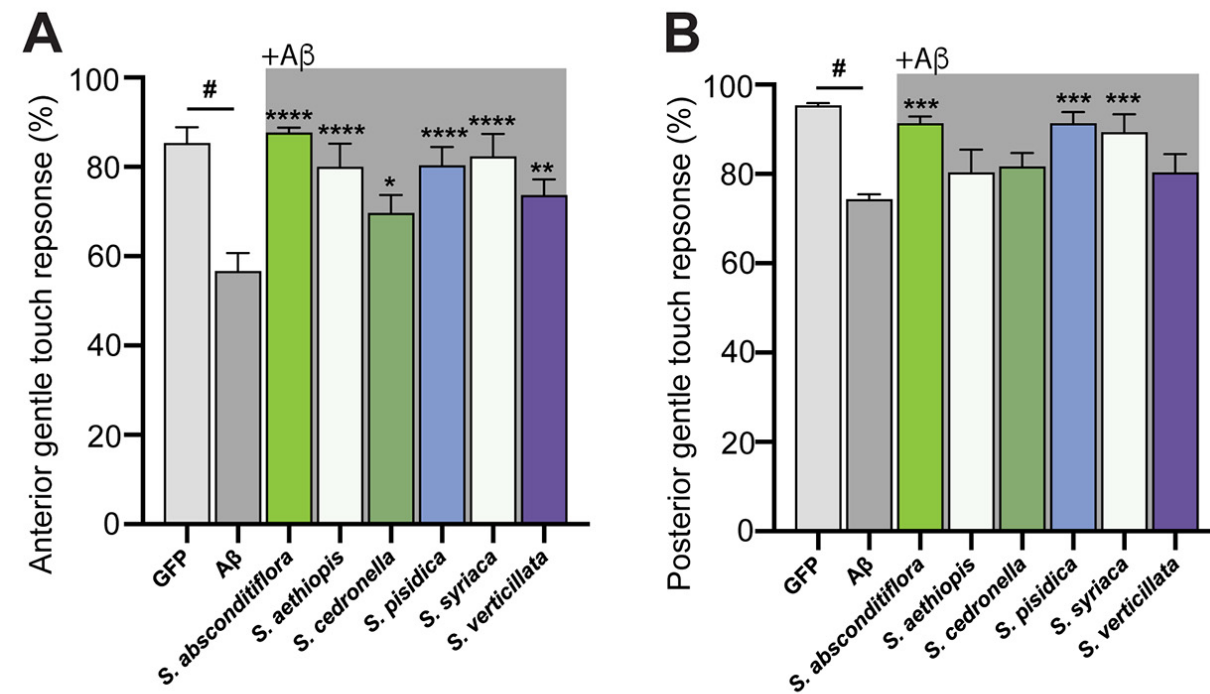 A
+Aβ
Anterior gentle touch repsonse (%)
100
80
60
40
20
0
#
****
****
*
****
****
**
GFP
Aβ
S. absconditiflora
S. aethiopis
S. cedronella
S. pisidica
S. syriaca
S. verticillata
B
+Aβ
Posterior gentle touch repsonse (%)
100
80
60
40
20
0
#
***
***
***
GFP
Aβ
S. absconditiflora
S. aethiopis
S. cedronella
S. pisidica
S. syriaca
S. verticillata